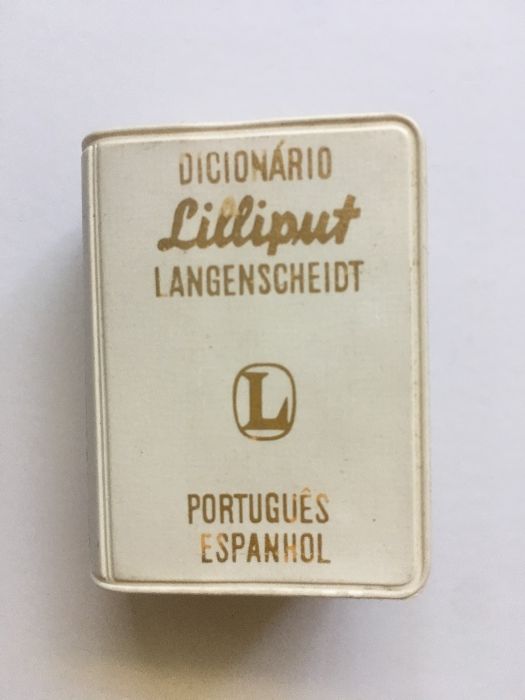 DICIONÁRIO
Lilliput
LANGENSCHEIDT
L
PORTUGUÊS
ESPANHOL